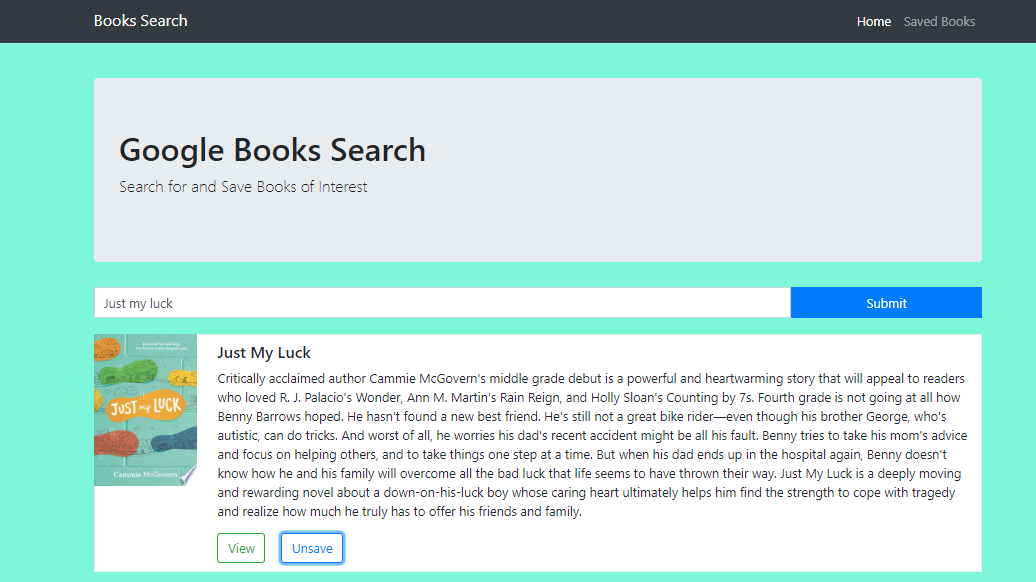 Books Search
Home Saved Books
Google Books Search
Search for and Save Books of Interest
Just my luck
Submit
JUST my LUCK
Cammie McGovern
Just My Luck
Critically acclaimed author Cammie McGovern's middle grade debut is a powerful and heartwarming story that will appeal to readers
who loved R. J. Palacio's Wonder, Ann M. Martin's Rain Reign, and Holly Sloan's Counting by 7s. Fourth grade is not going at all how
Benny Barrows hoped. He hasn't found a new best friend. He's still not a great bike rider—even though his brother George, who's
autistic, can do tricks. And worst of all, he worries his dad's recent accident might be all his fault. Benny tries to take his mom's advice
and focus on helping others, and to take things one step at a time. But when his dad ends up in the hospital again, Benny doesn't
know how he and his family will overcome all the bad luck that life seems to have thrown their way. Just My Luck is a deeply moving
and rewarding novel about a down-on-his-luck boy whose caring heart ultimately helps him find the strength to cope with tragedy
and realize how much he truly has to offer his friends and family.
View
Unsave